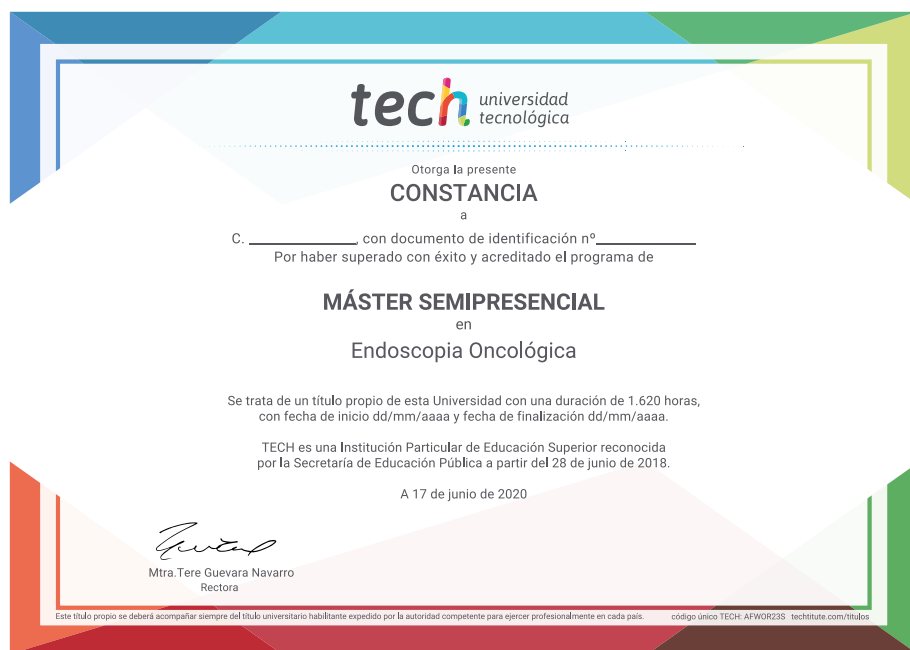 tech universidad
tecnológica
Otorga la presente
CONSTANCIA
a
C. ____________, con documento de identificación nº____________
Por haber superado con éxito y acreditado el programa de
MÁSTER SEMIPRESENCIAL
en
Endoscopia Oncológica
Se trata de un título propio de esta Universidad con una duración de 1.620 horas,
con fecha de inicio dd/mm/aaaa y fecha de finalización dd/mm/aaaa.
TECH es una Institución Particular de Educación Superior reconocida
por la Secretaría de Educación Pública a partir del 28 de junio de 2018.
A 17 de junio de 2020
Mtra.Tere Guevara Navarro
Rectora
Este título propio se deberá acompañar siempre del título universitario habilitante expedido por la autoridad competente para ejercer profesionalmente en cada país. código único TECH: AFWOR23S techtitute.com/titulos